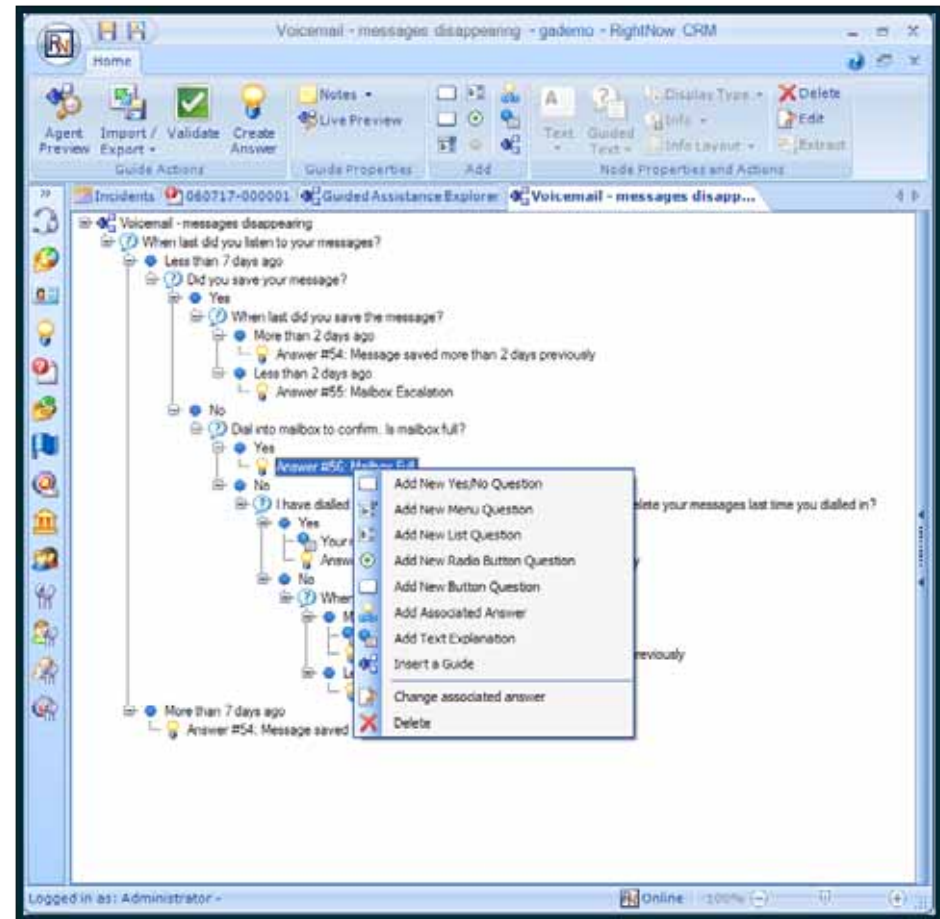 Voicemail - messages disappearing - gademo - RightNow CRM
RN
Home
Agent Preview
Import / Export
Validate
Create Answer
Guide Actions
Notes
Live Preview
Guide Properties
Add
Text
Guided Text
Display Type
Info
Info Layout
Delete
Edit
Extract
Node Properties and Actions
Incidents
060717-000001
Guided Assistance Explorer
Voicemail - messages disapp...
Voicemail - messages disappearing
When last did you listen to your messages?
Less than 7 days ago
Did you save your message?
Yes
When last did you save the message?
More than 2 days ago
Answer #54: Message saved more than 2 days previously
Less than 2 days ago
Answer #55: Mailbox Escalation
No
Dial into mailbox to confirm. Is mailbox full?
Yes
Answer #56: Mailbox Full
No
I have dialled
elete your messages last time you dialled in?
Yes
Your
Answ
y
No
When
M
reviously
L
More than 7 days ago
Answer #54: Message saved
Add New Yes/No Question
Add New Menu Question
Add New List Question
Add New Radio Button Question
Add New Button Question
Add Associated Answer
Add Text Explanation
Insert a Guide
Change associated answer
Delete
Logged in as: Administrator
Online
100%